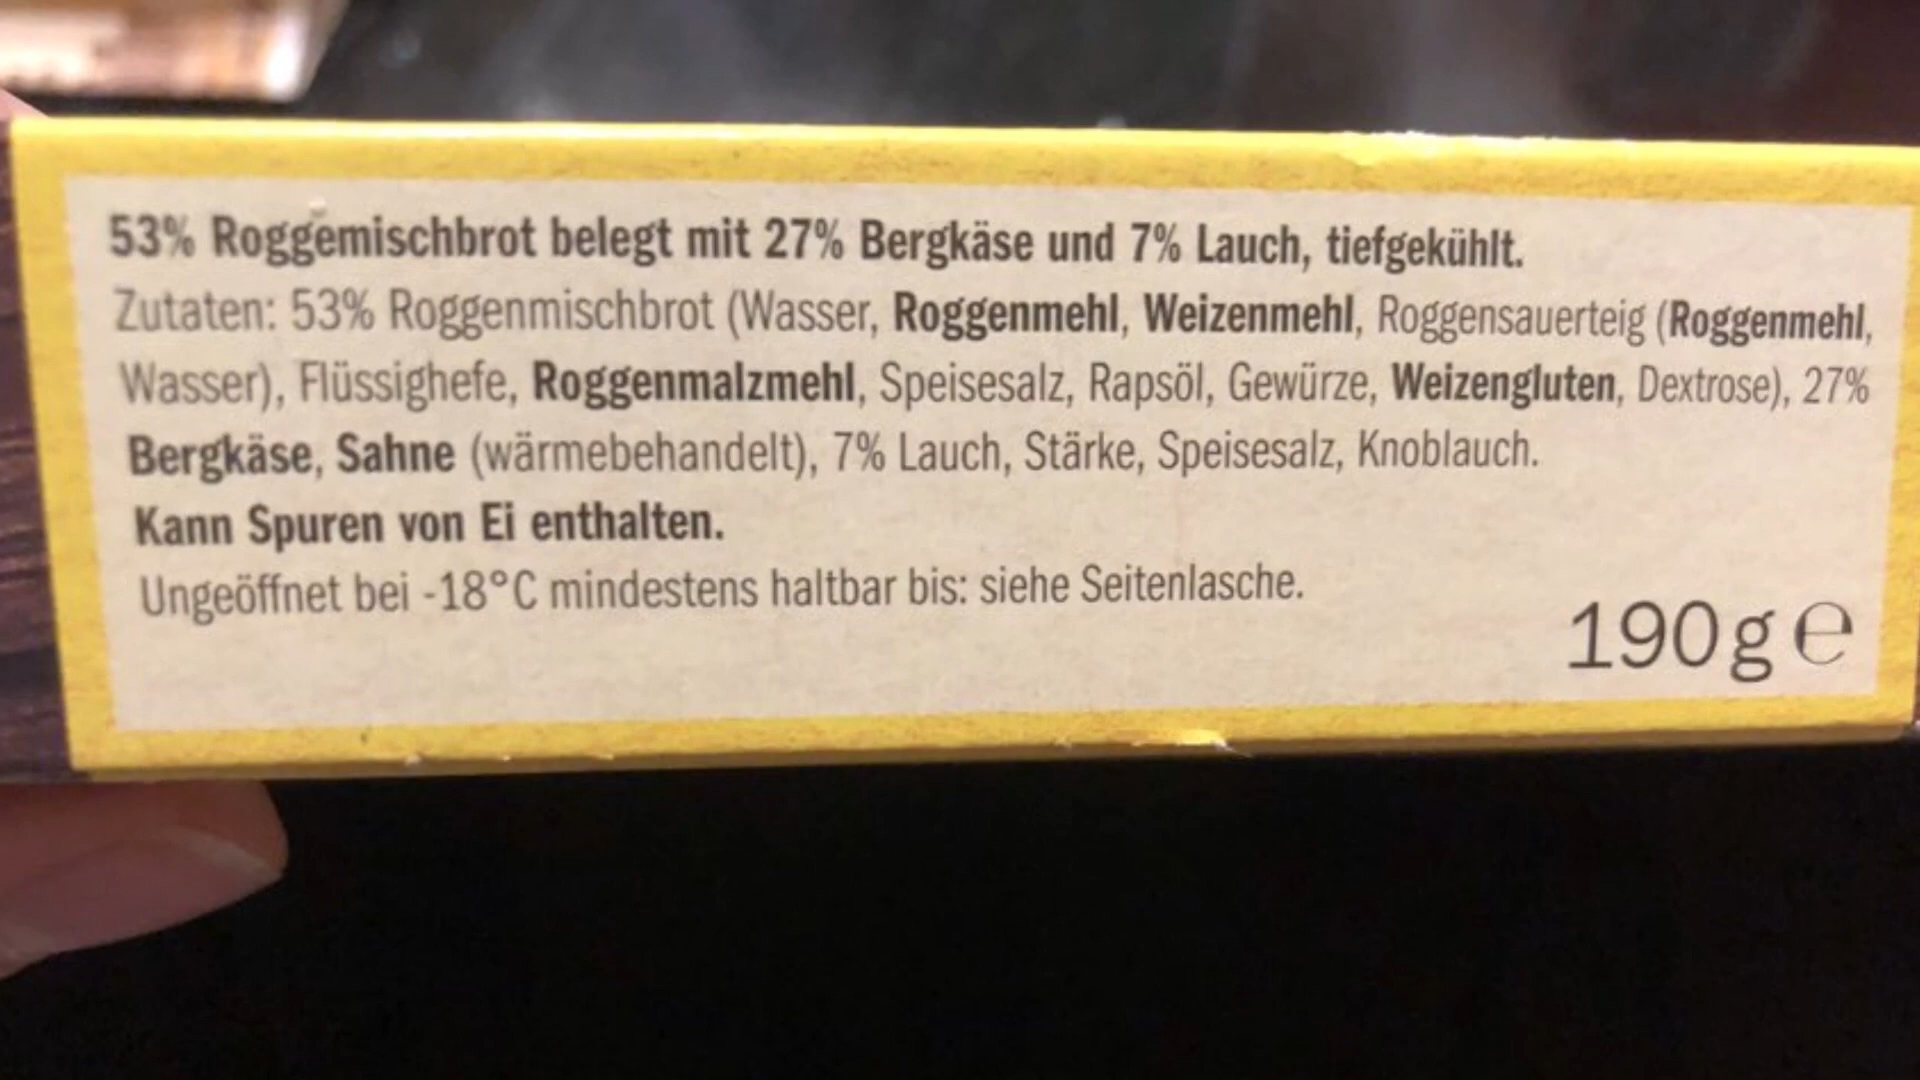 53% Roggemischbrot belegt mit 27% Bergkäse und 7% Lauch, tiefgekühlt.
Zutaten: 53% Roggenmischbrot (Wasser, Roggenmehl, Weizenmehl, Roggensauerteig (Roggenmehl,
Wasser), Flüssighefe, Roggenmalzmehl, Speisesalz, Rapsöl, Gewürze, Weizengluten, Dextrose), 27%
Bergkäse, Sahne (wärmebehandelt), 7% Lauch, Stärke, Speisesalz, Knoblauch.
Kann Spuren von Ei enthalten.
Ungeöffnet bei -18°C mindestens haltbar bis: siehe Seitenlasche.
190g ℮